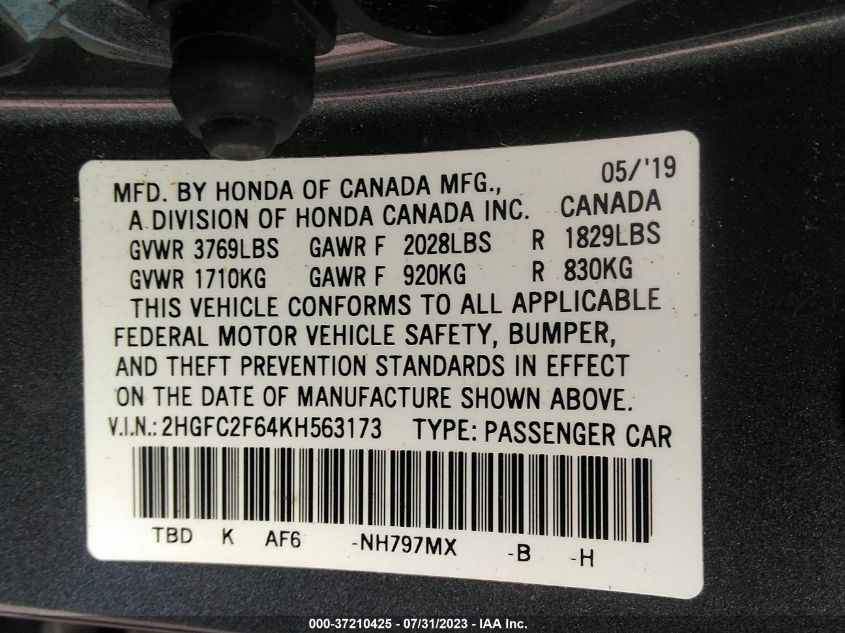 05/'19
MFD. BY HONDA OF CANADA MFG.,
A DIVISION OF HONDA CANADA INC. CANADA
GVWR 3769LBS GAWR F 2028LBS R 1829LBS
GVWR 1710KG GAWR F 920KG R 830KG
THIS VEHICLE CONFORMS TO ALL APPLICABLE
FEDERAL MOTOR VEHICLE SAFETY, BUMPER,
AND THEFT PREVENTION STANDARDS IN EFFECT
ON THE DATE OF MANUFACTURE SHOWN ABOVE.
V.I.N.: 2HGFC2F64KH563173 TYPE: PASSENGER CAR
TBD K AF6 -NH797MX -B -H
000-37210425 - 07/31/2023 - IAA Inc.